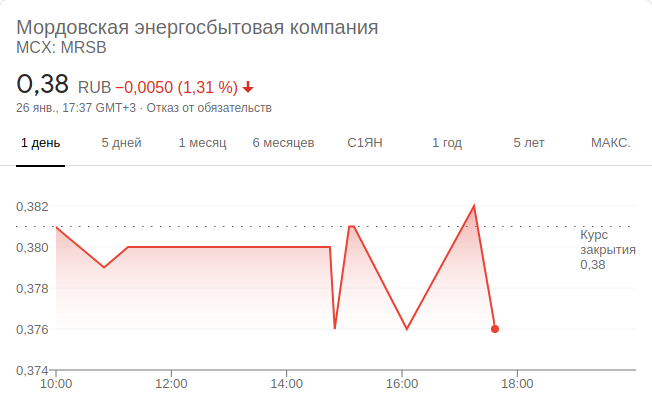 Мордовская энергосбытовая компания
MCX: MRSB
0,38 RUB −0,0050 (1,31 %)
26 янв., 17:37 GMT+3 · Отказ от обязательств
1 день 5 дней 1 месяц 6 месяцев С1ЯН 1 год 5 лет МАКС.
0,382
Курс
закрытия
0,38
0,380
0,378
0,376
0,374
10:00 12:00 14:00 16:00 18:00